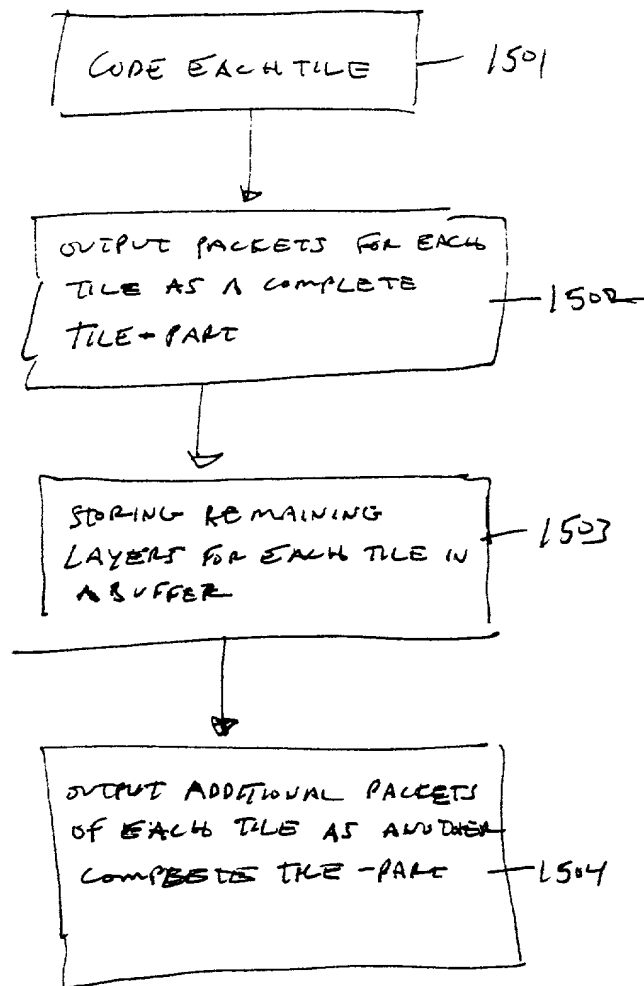 CODE EACH TILE
1501
OUTPUT PACKETS FOR EACH
TILE AS A COMPLETE
TILE-PART
1502
STORING REMAINING
LAYERS FOR EACH TILE IN
A BUFFER
1503
OUTPUT ADDITIONAL PACKETS
OF EACH TILE AS ANOTHER
COMPLETE TILE-PART
1504